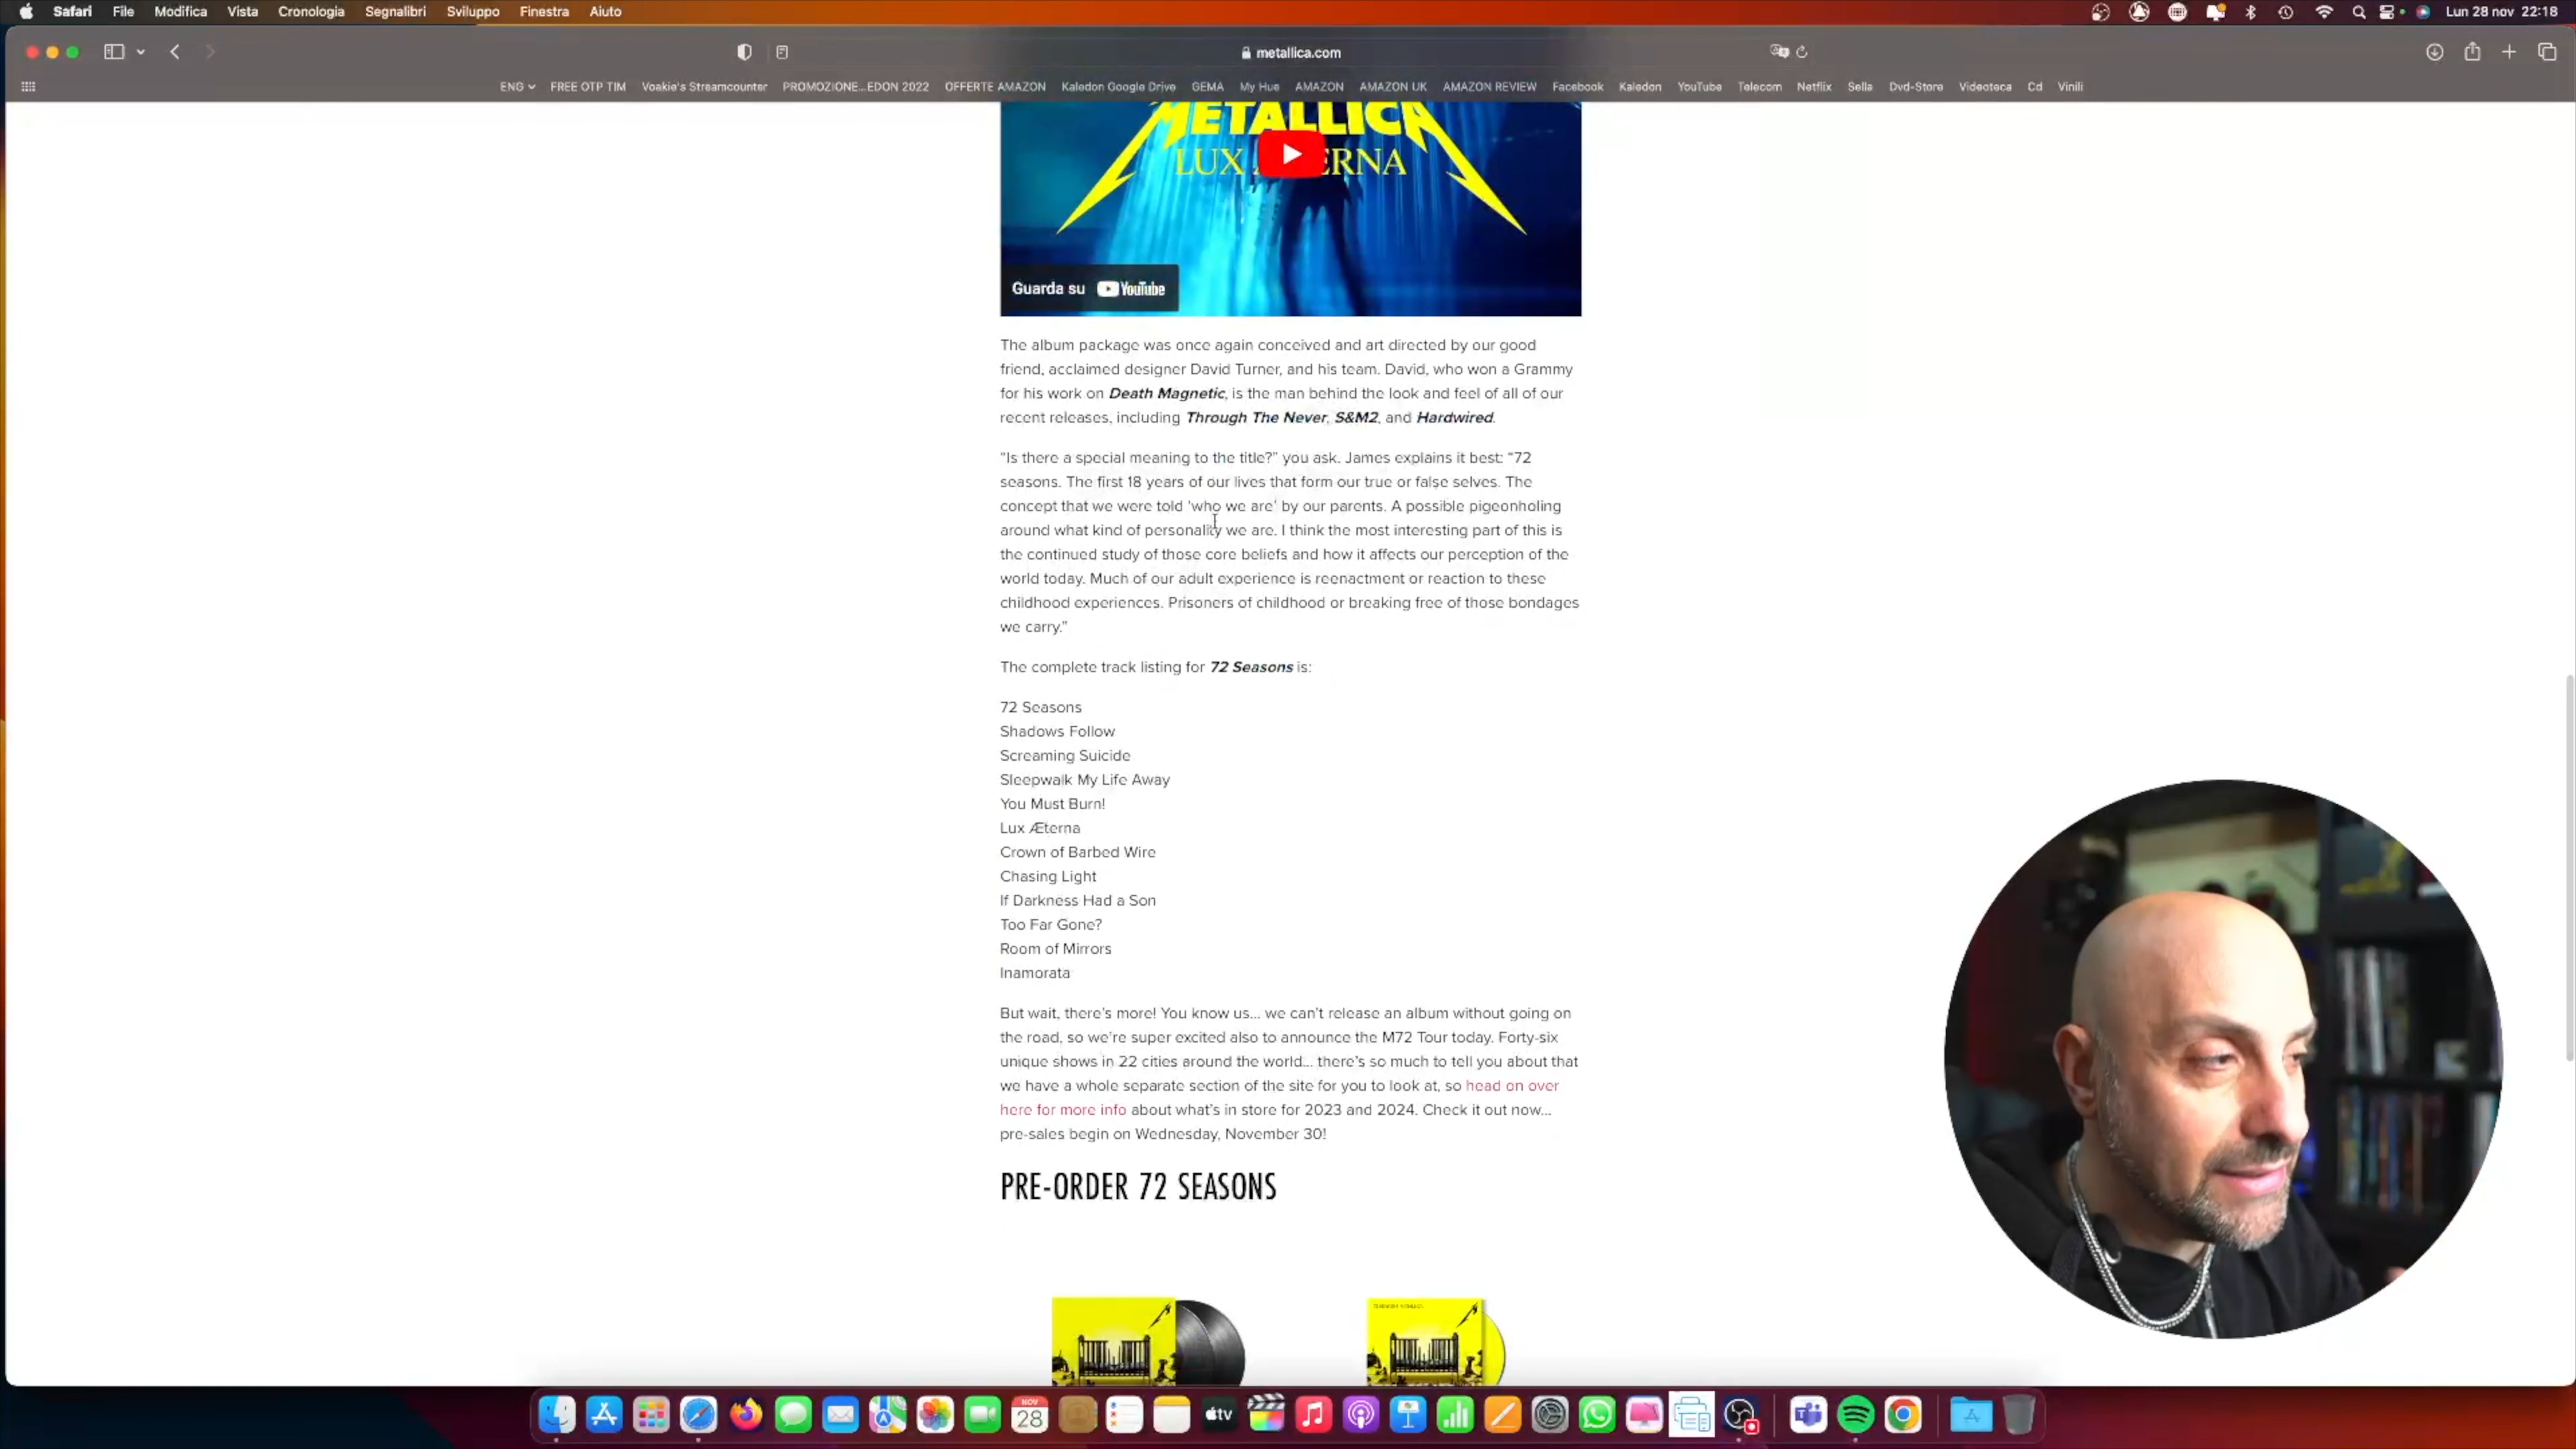 Safari File Modifica Vista Cronologia Segnalibri Sviluppo Finestra Aiuto Lun 28 nov 22:18
metallica.com
ENG FREE OTP TIM Voakie's Streamcounter PROMOZIONE...EDON 2022 OFFERTE AMAZON Kaledon Google Drive GEMA My Hue AMAZON AMAZON UK AMAZON REVIEW Facebook Kaledon YouTube Telecom Netflix Sella Dvd-Store Videoteca Cd Vinili
METALLICA
LUX ERNA
Guarda su YouTube
The album package was once again conceived and art directed by our good
friend, acclaimed designer David Turner, and his team. David, who won a Grammy
for his work on Death Magnetic, is the man behind the look and feel of all of our
recent releases, including Through The Never, S&M2, and Hardwired.
“Is there a special meaning to the title?” you ask. James explains it best: “72
seasons. The first 18 years of our lives that form our true or false selves. The
concept that we were told ‘who we are’ by our parents. A possible pigeonholing
around what kind of personality we are. I think the most interesting part of this is
the continued study of those core beliefs and how it affects our perception of the
world today. Much of our adult experience is reenactment or reaction to these
childhood experiences. Prisoners of childhood or breaking free of those bondages
we carry.”
The complete track listing for 72 Seasons is:
72 Seasons
Shadows Follow
Screaming Suicide
Sleepwalk My Life Away
You Must Burn!
Lux Æterna
Crown of Barbed Wire
Chasing Light
If Darkness Had a Son
Too Far Gone?
Room of Mirrors
Inamorata
But wait, there’s more! You know us... we can’t release an album without going on
the road, so we’re super excited also to announce the M72 Tour today. Forty-six
unique shows in 22 cities around the world... there’s so much to tell you about that
we have a whole separate section of the site for you to look at, so head on over
here for more info about what’s in store for 2023 and 2024. Check it out now...
pre-sales begin on Wednesday, November 30!
PRE-ORDER 72 SEASONS
NOV
28
tv